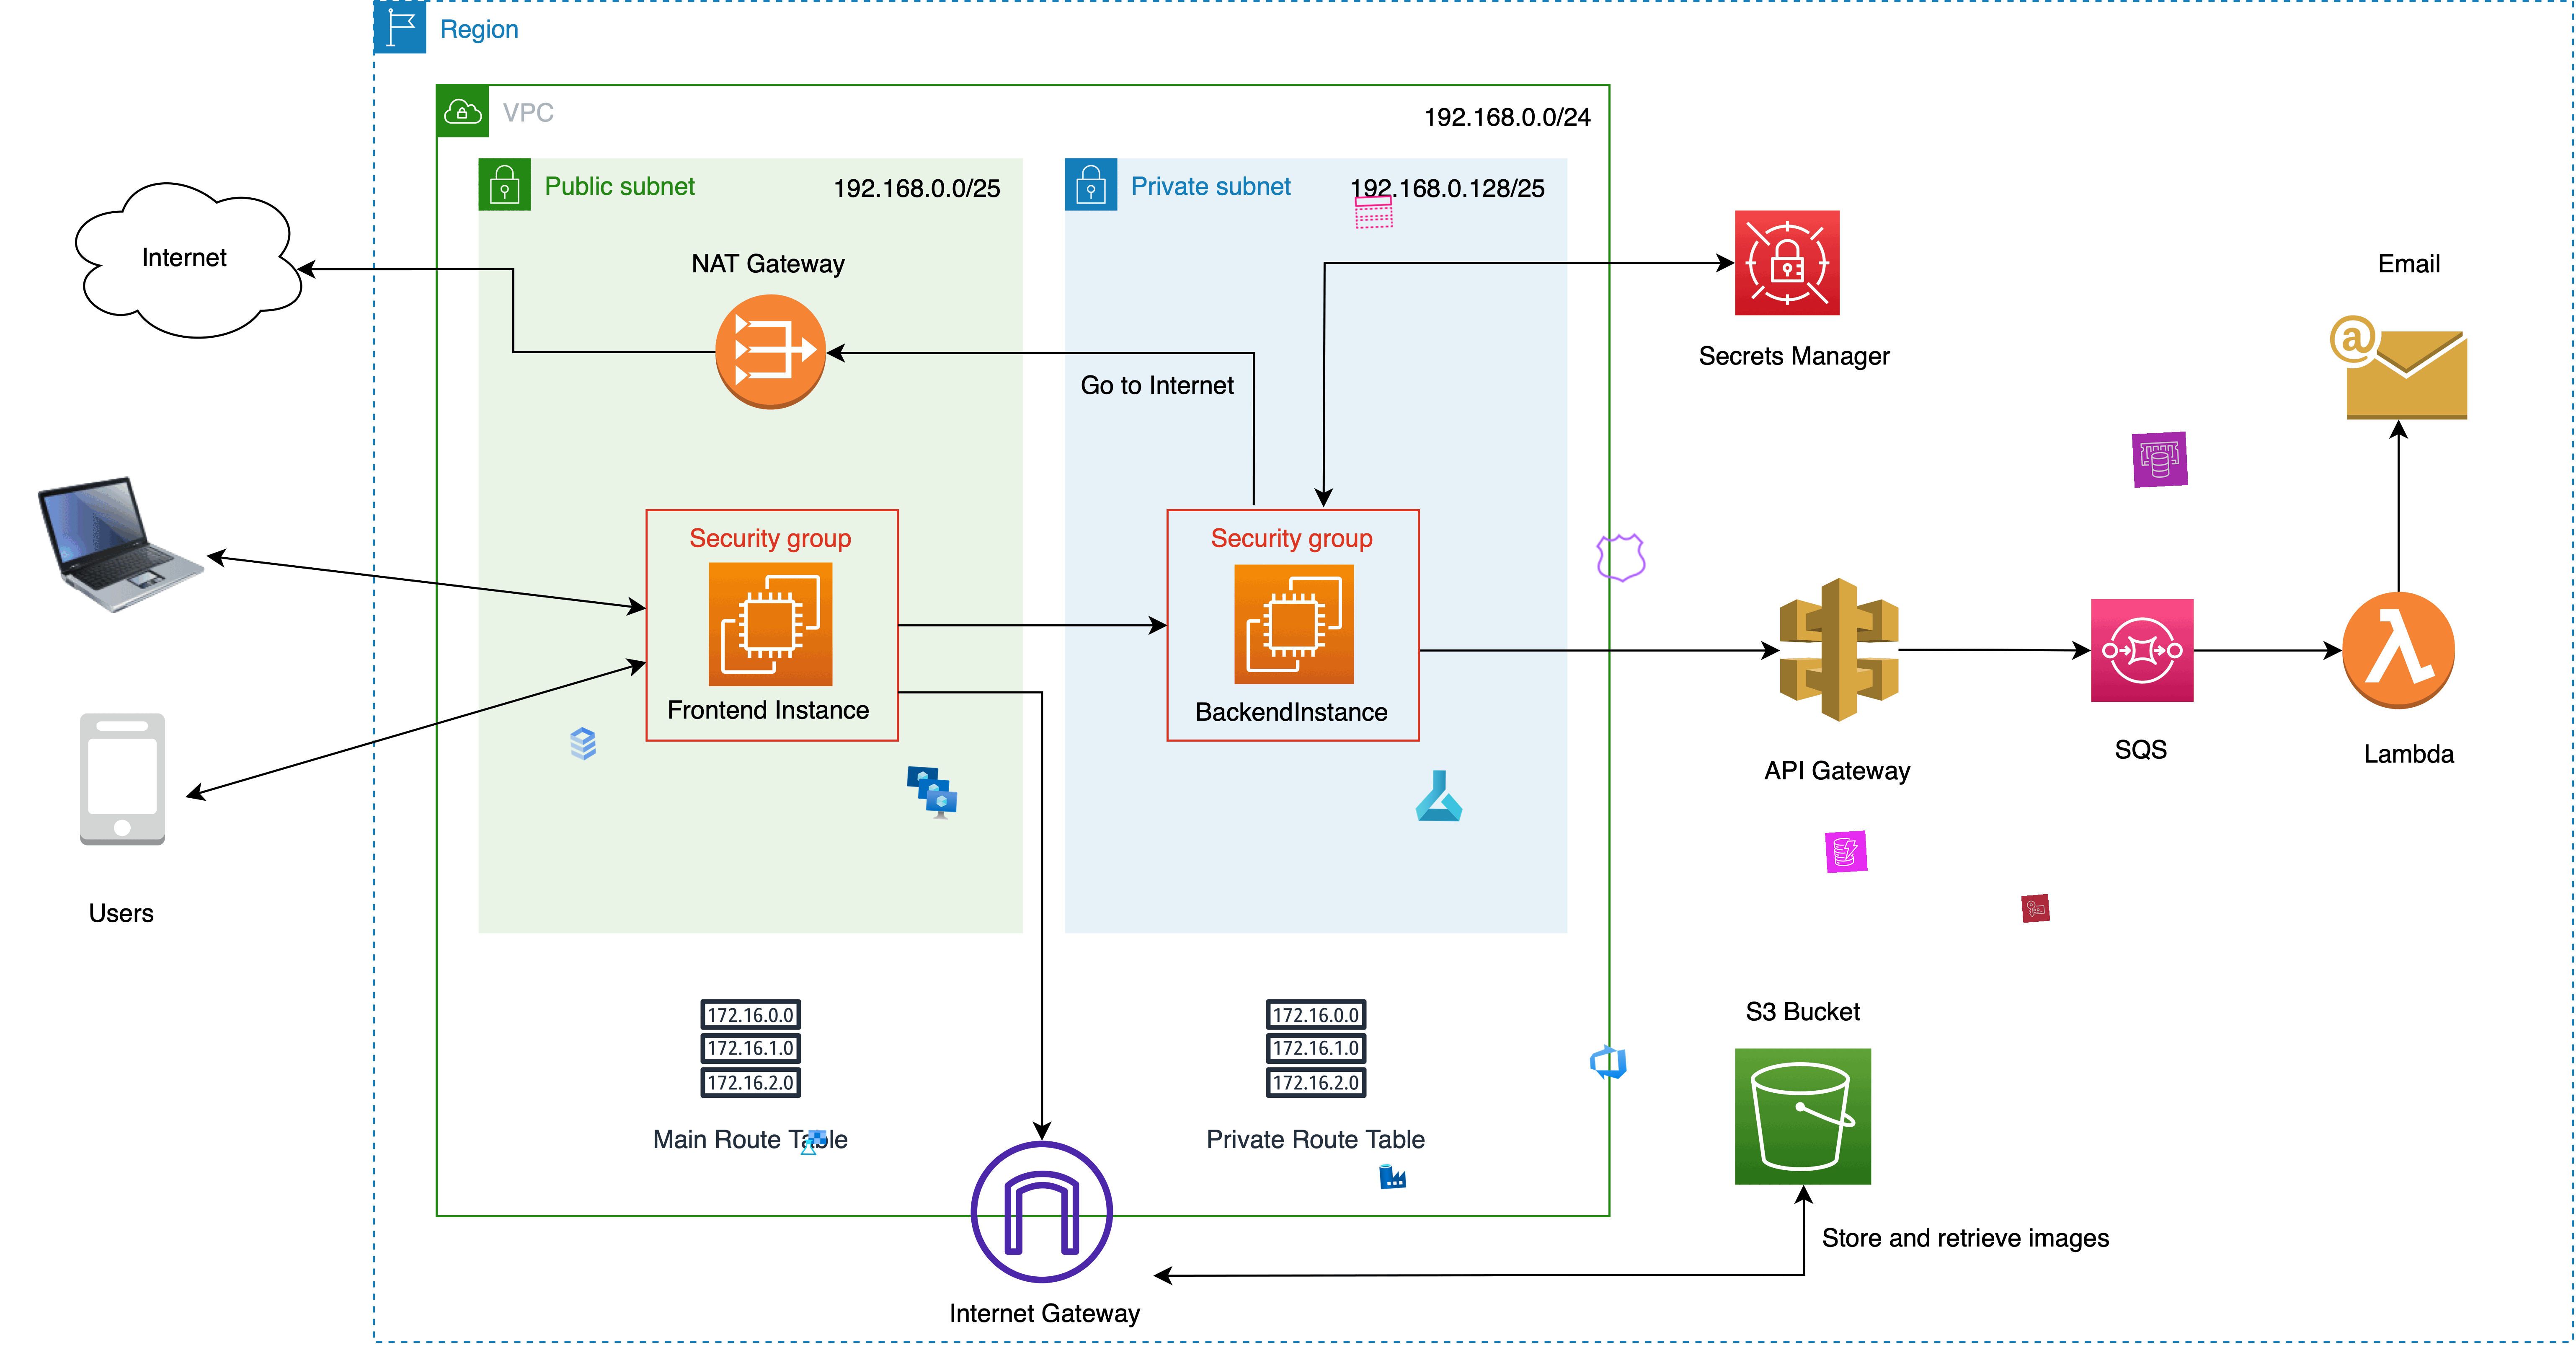 Region
VPC
192.168.0.0/24
Public subnet
192.168.0.0/25
Private subnet
192.168.0.128/25
Internet
NAT Gateway
Go to Internet
Secrets Manager
Email
@
Security group
Frontend Instance
Security group
BackendInstance
API Gateway
SQS
λ
Lambda
Users
172.16.0.0
172.16.1.0
172.16.2.0
Main Route Table
172.16.0.0
172.16.1.0
172.16.2.0
Private Route Table
S3 Bucket
Store and retrieve images
Internet Gateway